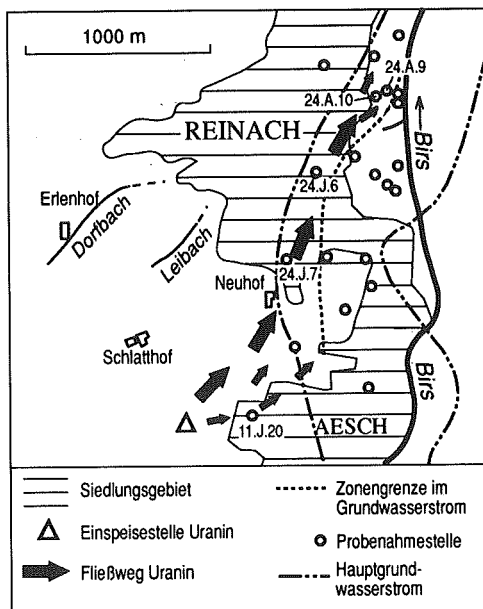 1000 m
24.A.9
24.A.10
REINACH
Birs
Erlenhof
Dorfbach
24.J.6
Leibach
24.J.7
Neuhof
Schlatthof
Birs
11.J.20
AESCH
Siedlungsgebiet
Einspeisestelle Uranin
Fließweg Uranin
Zonengrenze im
Grundwasserstrom
Probenahmestelle
Hauptgrund-
wasserstrom